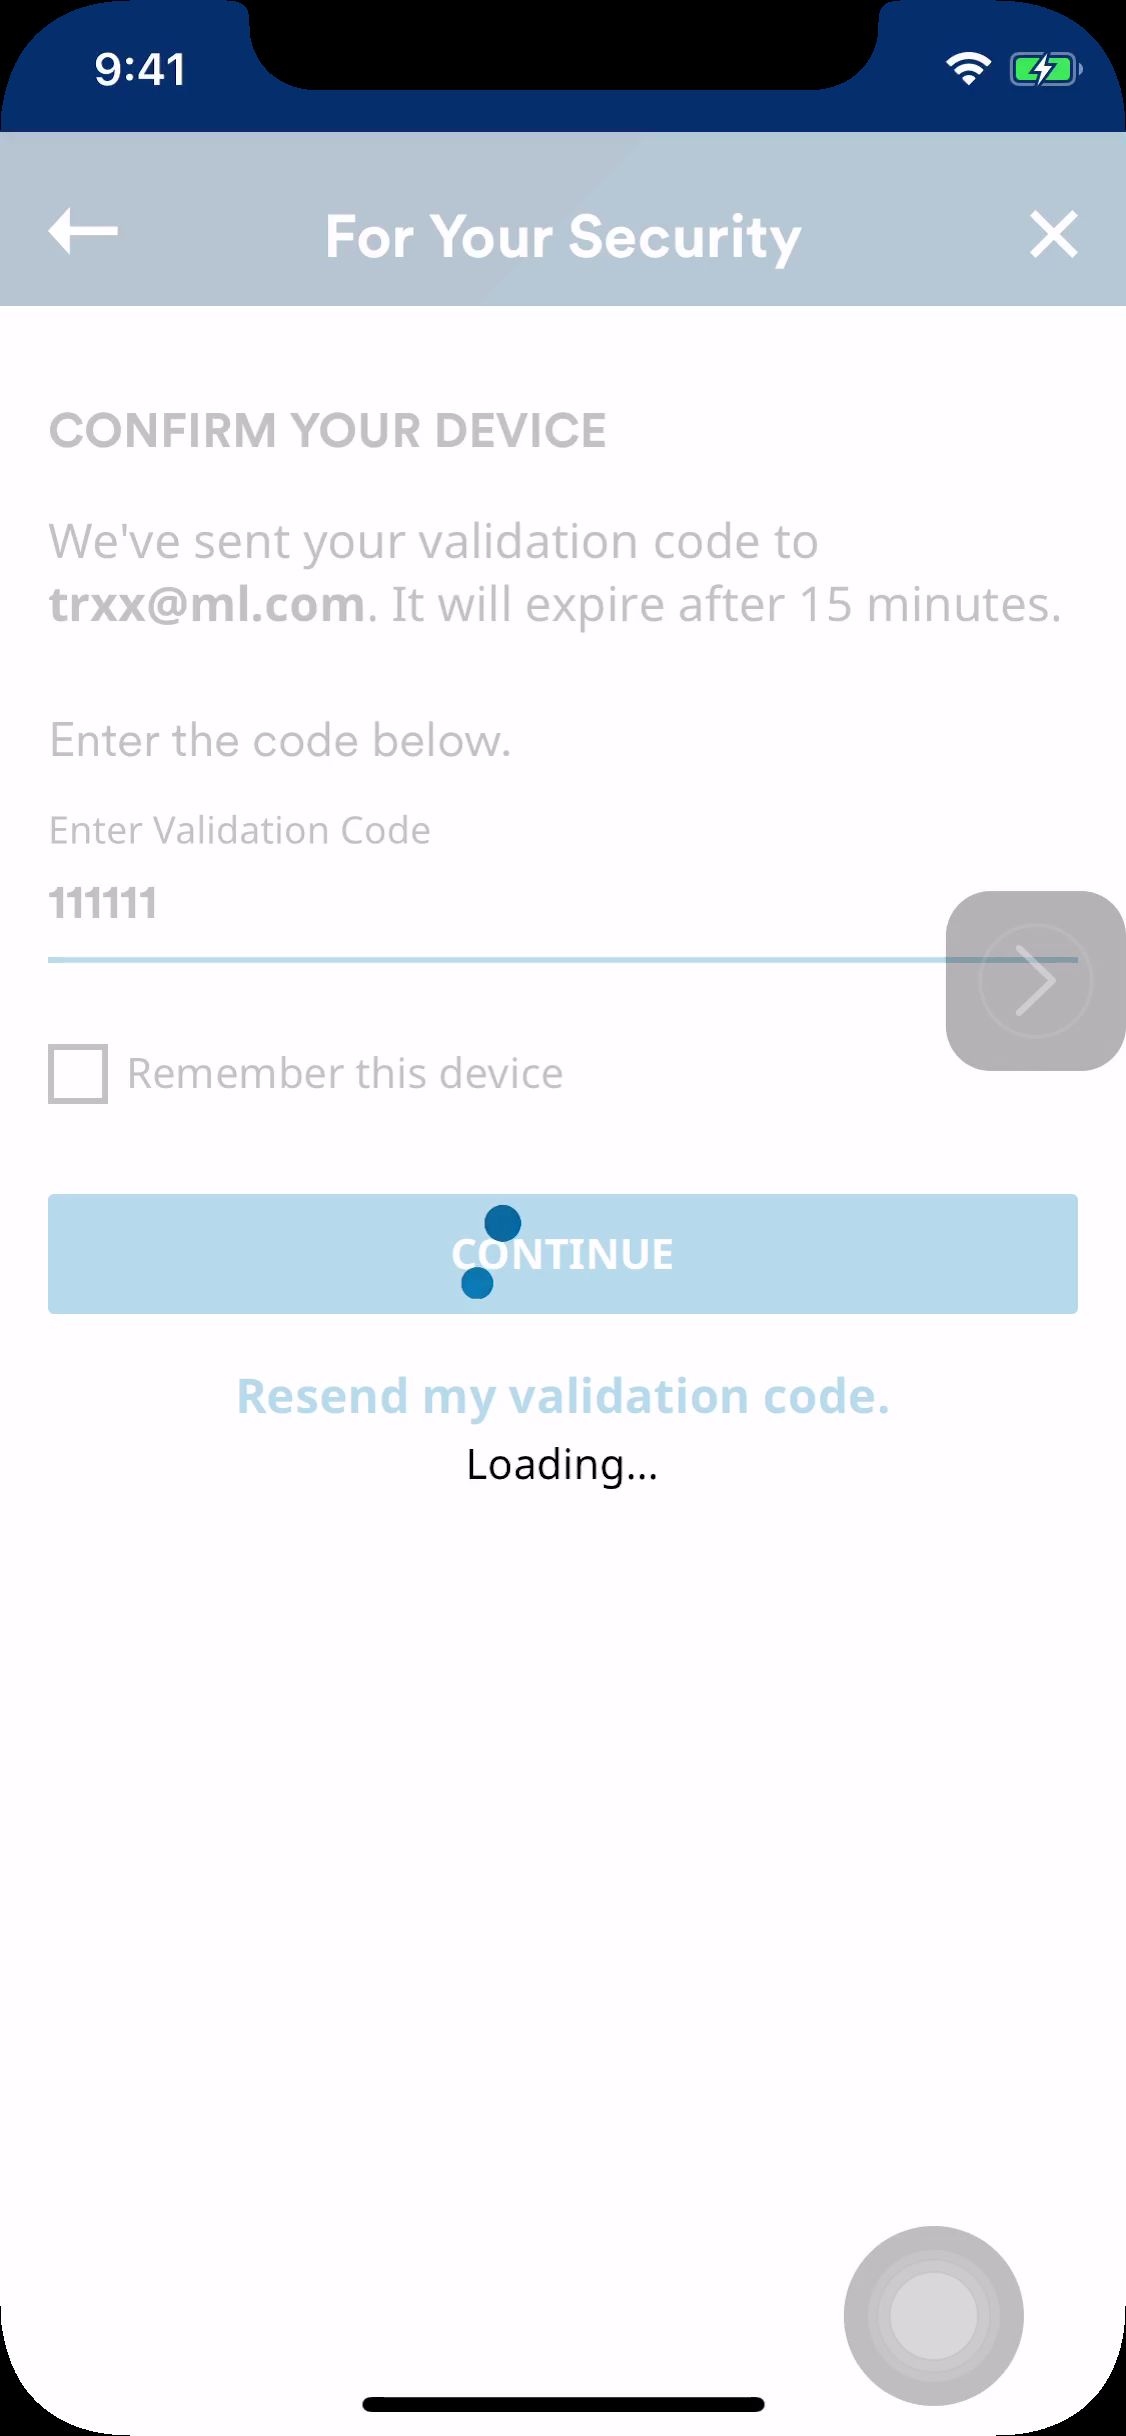 9:41
For Your Security
CONFIRM YOUR DEVICE
We've sent your validation code to
trxx@ml.com. It will expire after 15 minutes.
Enter the code below.
Enter Validation Code
111111
Remember this device
CONTINUE
Resend my validation code.
Loading...